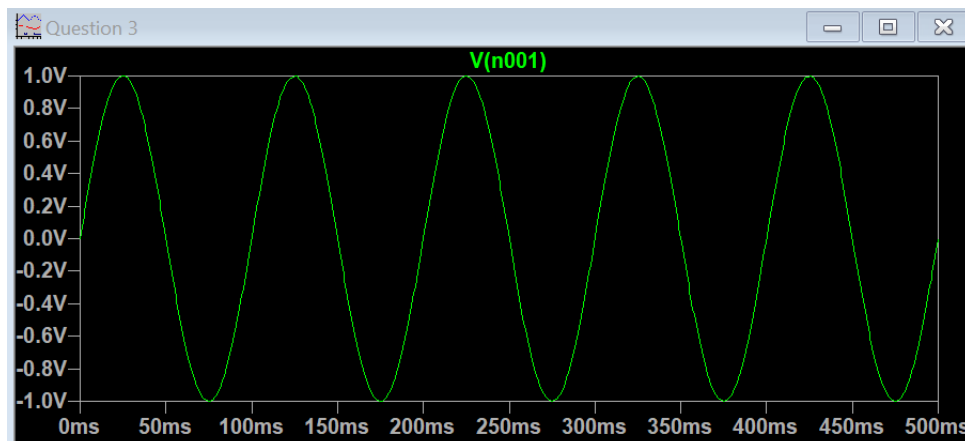 Question 3
V(n001)
1.0V
0.8V
0.6V
0.4V
0.2V
0.0V
-0.2V
-0.4V
-0.6V
-0.8V
-1.0V
0ms 50ms 100ms 150ms 200ms 250ms 300ms 350ms 400ms 450ms 500ms